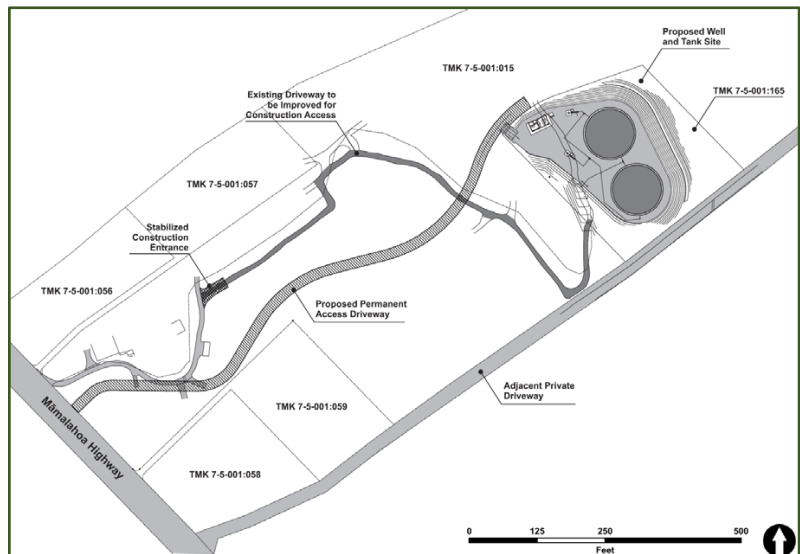 Proposed Well
and Tank Site
TMK 7-5-001:015
TMK 7-5-001:165
Existing Driveway to
be Improved for
Construction Access
TMK 7-5-001:057
Stabilized
Construction
Entrance
TMK 7-5-001:056
Proposed Permanent
Access Driveway
Adjacent Private
Driveway
TMK 7-5-001:059
Māmalahoa Highway
TMK 7-5-001:058
0 125 250 500
Feet